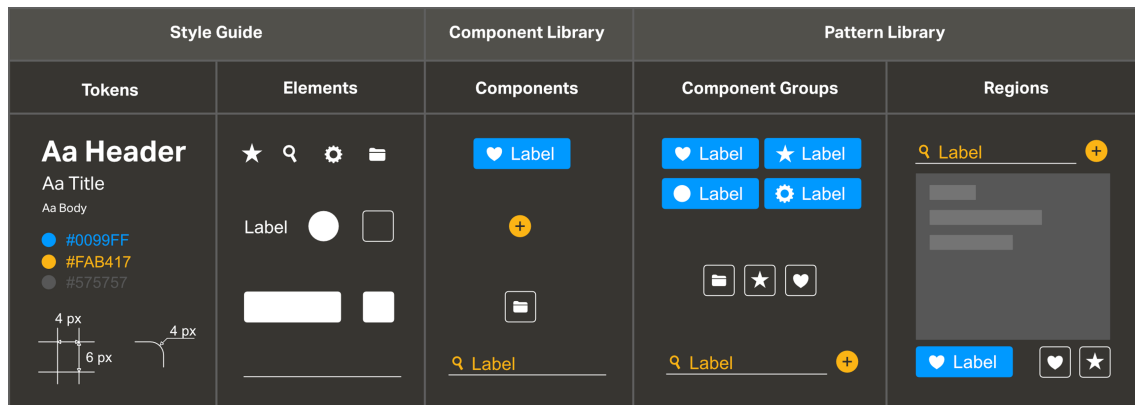 Style Guide
Component Library
Pattern Library
Tokens
Elements
Components
Component Groups
Regions
Aa Header
Aa Title
Aa Body
#0099FF
#FAB417
#575757
4 px
6 px
4 px
Label
Label
+
Label
Label
Label
Label
Label
Label
+
Label
+
Label